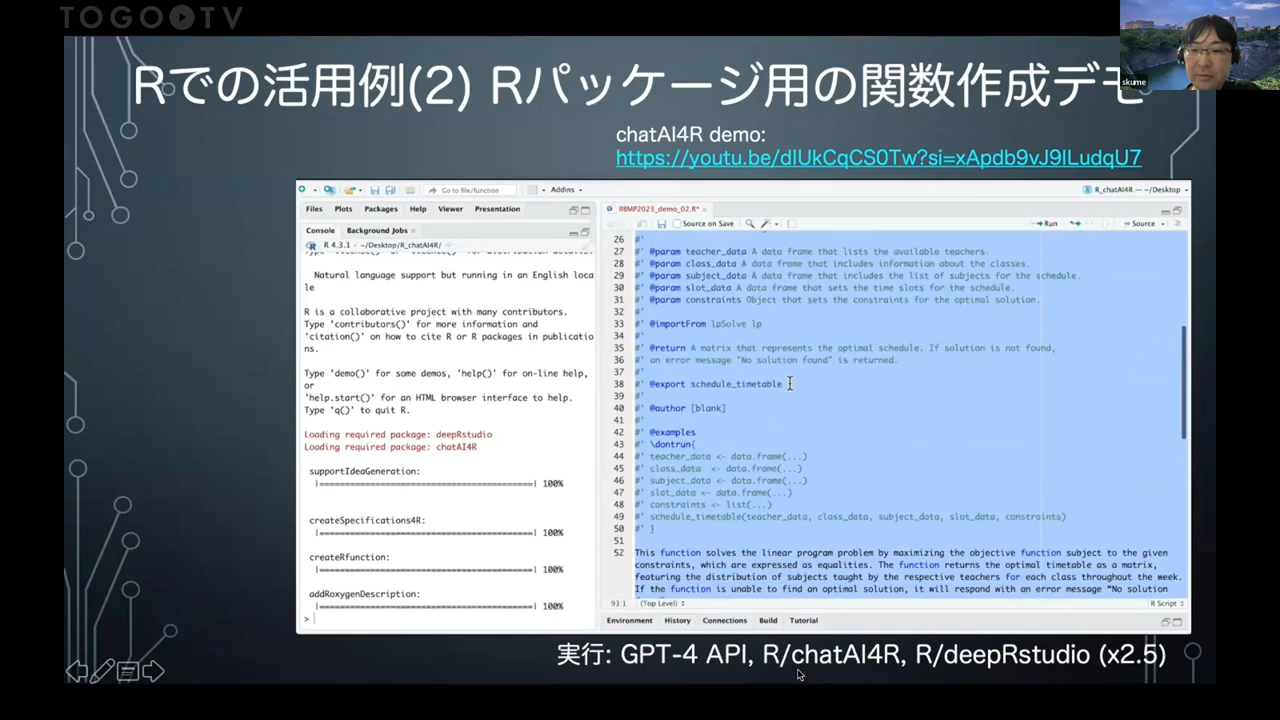 TOGO TV
Rでの活用例(2) Rパッケージ用の関数作成デモ
skume
chatAI4R demo:
https://youtu.be/dIUkCqCS0Tw?si=xApdb9vJ9ILudqU7
Go to file/function
Addins
R_chatAI4R — ~/Desktop
Files Plots Packages Help Viewer Presentation
Console Background Jobs
R 4.3.1 · ~/Desktop/R_chatAI4R/
Natural language support but running in an English loca
le
R is a collaborative project with many contributors.
Type 'contributors()' for more information and
'citation()' on how to cite R or R packages in publicatio
ns.
Type 'demo()' for some demos, 'help()' for on-line help,
or
'help.start()' for an HTML browser interface to help.
Type 'q()' to quit R.
Loading required package: deepRstudio
Loading required package: chatAI4R
supportIdeaGeneration:
|========================================| 100%
createSpecifications4R:
|========================================| 100%
createRfunction:
|========================================| 100%
addRoxygenDescription:
|========================================| 100%
>
IIBMP2023_demo_02.R*
Source on Save Run Source
26 #'
27 #' @param teacher_data A data frame that lists the available teachers.
28 #' @param class_data A data frame that includes information about the classes.
29 #' @param subject_data A data frame that includes the list of subjects for the schedule.
30 #' @param slot_data A data frame that sets the time slots for the schedule.
31 #' @param constraints Object that sets the constraints for the optimal solution.
32 #'
33 #' @importFrom lpSolve lp
34 #'
35 #' @return A matrix that represents the optimal schedule. If solution is not found,
36 #' an error message "No solution found" is returned.
37 #'
38 #' @export schedule_timetable
39 #'
40 #' @author [blank]
41 #'
42 #' @examples
43 #' \dontrun{
44 #' teacher_data <- data.frame(...)
45 #' class_data <- data.frame(...)
46 #' subject_data <- data.frame(...)
47 #' slot_data <- data.frame(...)
48 #' constraints <- list(...)
49 #' schedule_timetable(teacher_data, class_data, subject_data, slot_data, constraints)
50 #' }
51
52 This function solves the linear program problem by maximizing the objective function subject to the given
constraints, which are expressed as equalities. The function returns the optimal timetable as a matrix,
featuring the distribution of subjects taught by the respective teachers for each class throughout the week.
If the function is unable to find an optimal solution, it will respond with an error message "No solution
93:1 (Top Level) R Script
Environment History Connections Build Tutorial
実行: GPT-4 API, R/chatAI4R, R/deepRstudio (x2.5)